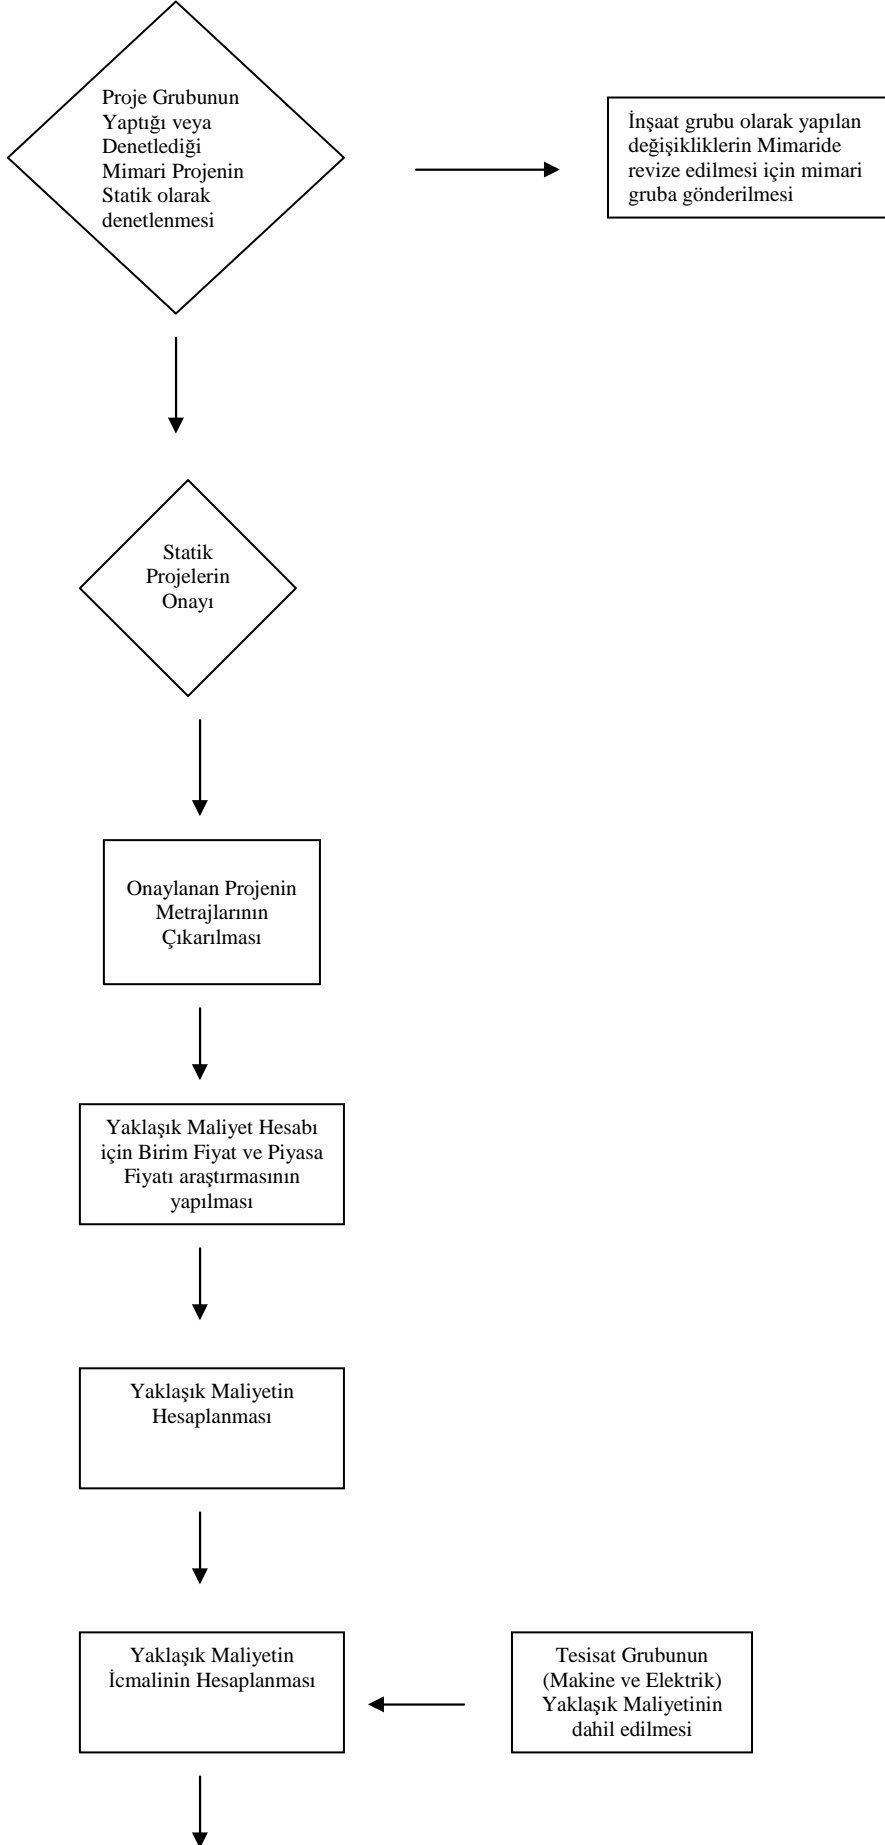 Proje Grubunun
Yaptığı veya
Denetlediği
Mimari Projenin
Statik olarak
denetlenmesi
İnşaat grubu olarak yapılan
değişikliklerin Mimaride
revize edilmesi için mimari
gruba gönderilmesi
Statik
Projelerin
Onayı
Onaylanan Projenin
Metrajlarının
Çıkarılması
Yaklaşık Maliyet Hesabı
için Birim Fiyat ve Piyasa
Fiyatı araştırmasının
yapılması
Yaklaşık Maliyetin
Hesaplanması
Yaklaşık Maliyetin
İcmalinin Hesaplanması
Tesisat Grubunun
(Makine ve Elektrik)
Yaklaşık Maliyetinin
dahil edilmesi